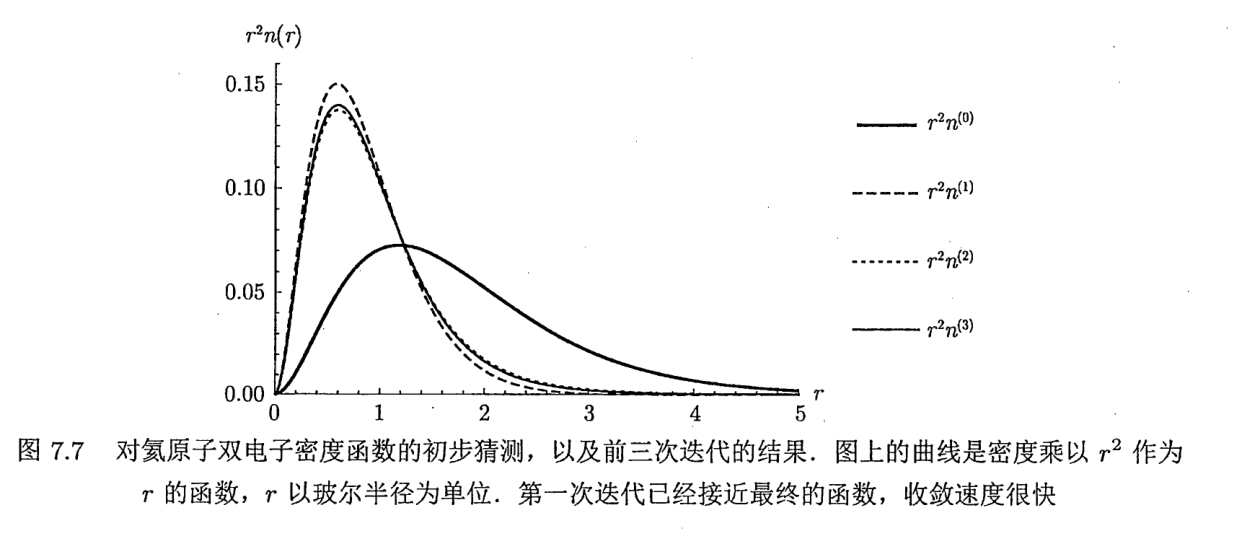 r²n(r)
0.15
0.10
0.05
0.00
0 1 2 3 4 5 r
r²n⁽⁰⁾
r²n⁽¹⁾
r²n⁽²⁾
r²n⁽³⁾
图 7.7 对氦原子双电子密度函数的初步猜测，以及前三次迭代的结果．图上的曲线是密度乘以 r² 作为
r 的函数，r 以玻尔半径为单位．第一次迭代已经接近最终的函数，收敛速度很快